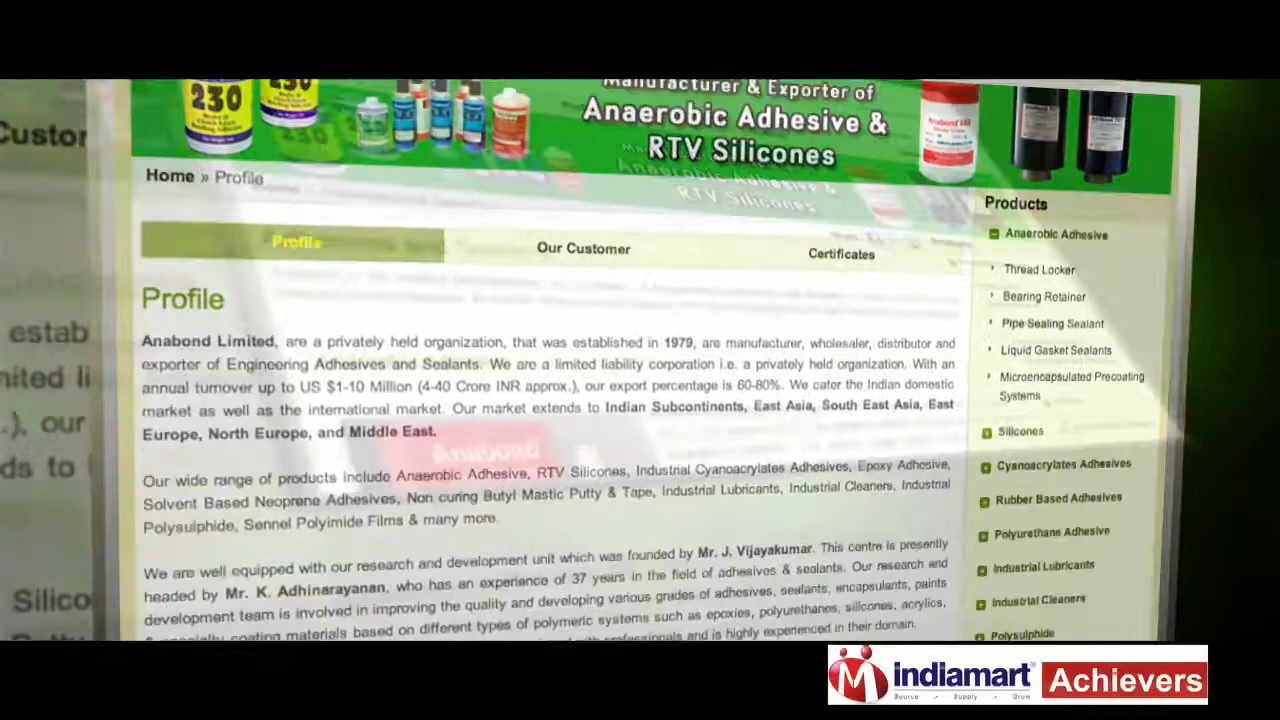 230
230
Manufacturer & Exporter of
Anaerobic Adhesive &
RTV Silicones
Custom
Home » Profile
Profile
Our Customer
Certificates
Profile
Anabond Limited, are a privately held organization, that was established in 1979, are manufacturer, wholesaler, distributor and
exporter of Engineering Adhesives and Sealants. We are a limited liability corporation i.e. a privately held organization. With an
annual turnover up to US $1-10 Million (4-40 Crore INR approx.), our export percentage is 60-80%. We cater the Indian domestic
market as well as the international market. Our market extends to Indian Subcontinents, East Asia, South East Asia, East
Europe, North Europe, and Middle East.
Our wide range of products include Anaerobic Adhesive, RTV Silicones, Industrial Cyanoacrylates Adhesives, Epoxy Adhesive,
Solvent Based Neoprene Adhesives, Non curing Butyl Mastic Putty & Tape, Industrial Lubricants, Industrial Cleaners, Industrial
Polysulphide, Sennel Polyimide Films & many more.
We are well equipped with our research and development unit which was founded by Mr. J. Vijayakumar. This centre is presently
headed by Mr. K. Adhinarayanan, who has an experience of 37 years in the field of adhesives & sealants. Our research and
development team is involved in improving the quality and developing various grades of adhesives, sealants, encapsulants, paints
& specialty coating materials based on different types of polymeric systems such as epoxies, polyurethanes, silicones, acrylics,
professionals and is highly experienced in their domain.
Products
Anaerobic Adhesive
Thread Locker
Bearing Retainer
Pipe Sealing Sealant
Liquid Gasket Sealants
Microencapsulated Precoating
Systems
Silicones
Cyanoacrylates Adhesives
Rubber Based Adhesives
Polyurethane Adhesive
Industrial Lubricants
Industrial Cleaners
Polysulphide
estab
nited li
.), our
ds to
Silico
indiamart
Source Supply Grow
Achievers